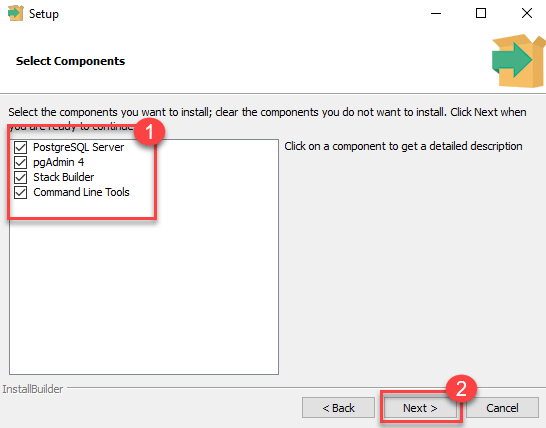 Setup
Select Components
Select the components you want to install; clear the components you do not want to install. Click Next when
you are ready to continue
1
PostgreSQL Server
pgAdmin 4
Stack Builder
Command Line Tools
Click on a component to get a detailed description
InstallBuilder
2
< Back
Next >
Cancel